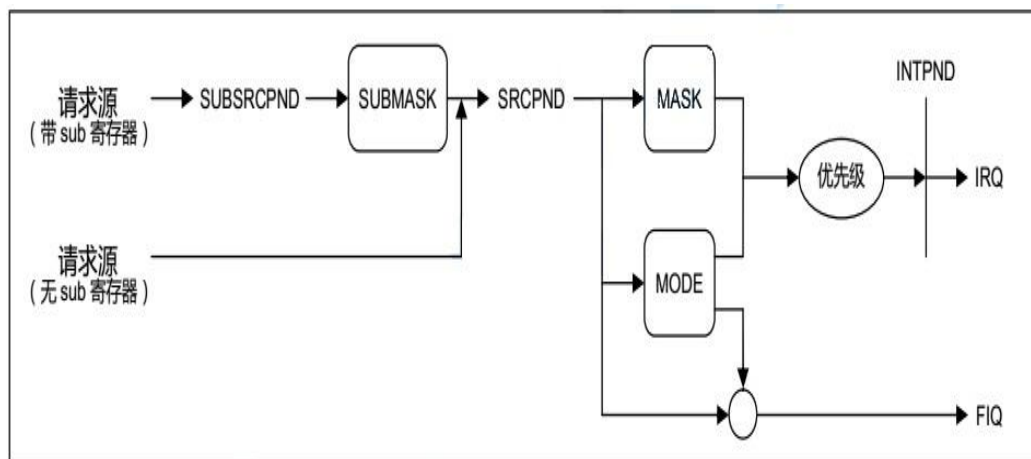 请求源
( 带 sub 寄存器 )
SUBSRCPND
SUBMASK
SRCPND
MASK
INTPND
优先级
IRQ
请求源
( 无 sub 寄存器 )
MODE
FIQ